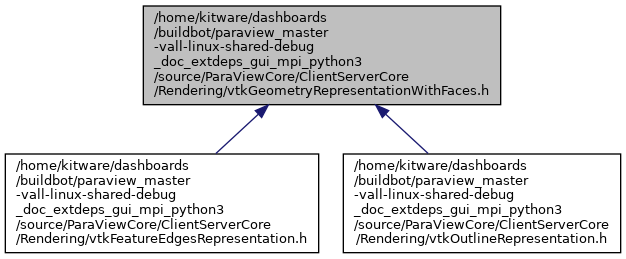 /home/kitware/dashboards
/buildbot/paraview_master
-vall-linux-shared-debug
_doc_extdeps_gui_mpi_python3
/source/ParaViewCore/ClientServerCore
/Rendering/vtkGeometryRepresentationWithFaces.h
/home/kitware/dashboards
/buildbot/paraview_master
-vall-linux-shared-debug
_doc_extdeps_gui_mpi_python3
/source/ParaViewCore/ClientServerCore
/Rendering/vtkFeatureEdgesRepresentation.h
/home/kitware/dashboards
/buildbot/paraview_master
-vall-linux-shared-debug
_doc_extdeps_gui_mpi_python3
/source/ParaViewCore/ClientServerCore
/Rendering/vtkOutlineRepresentation.h